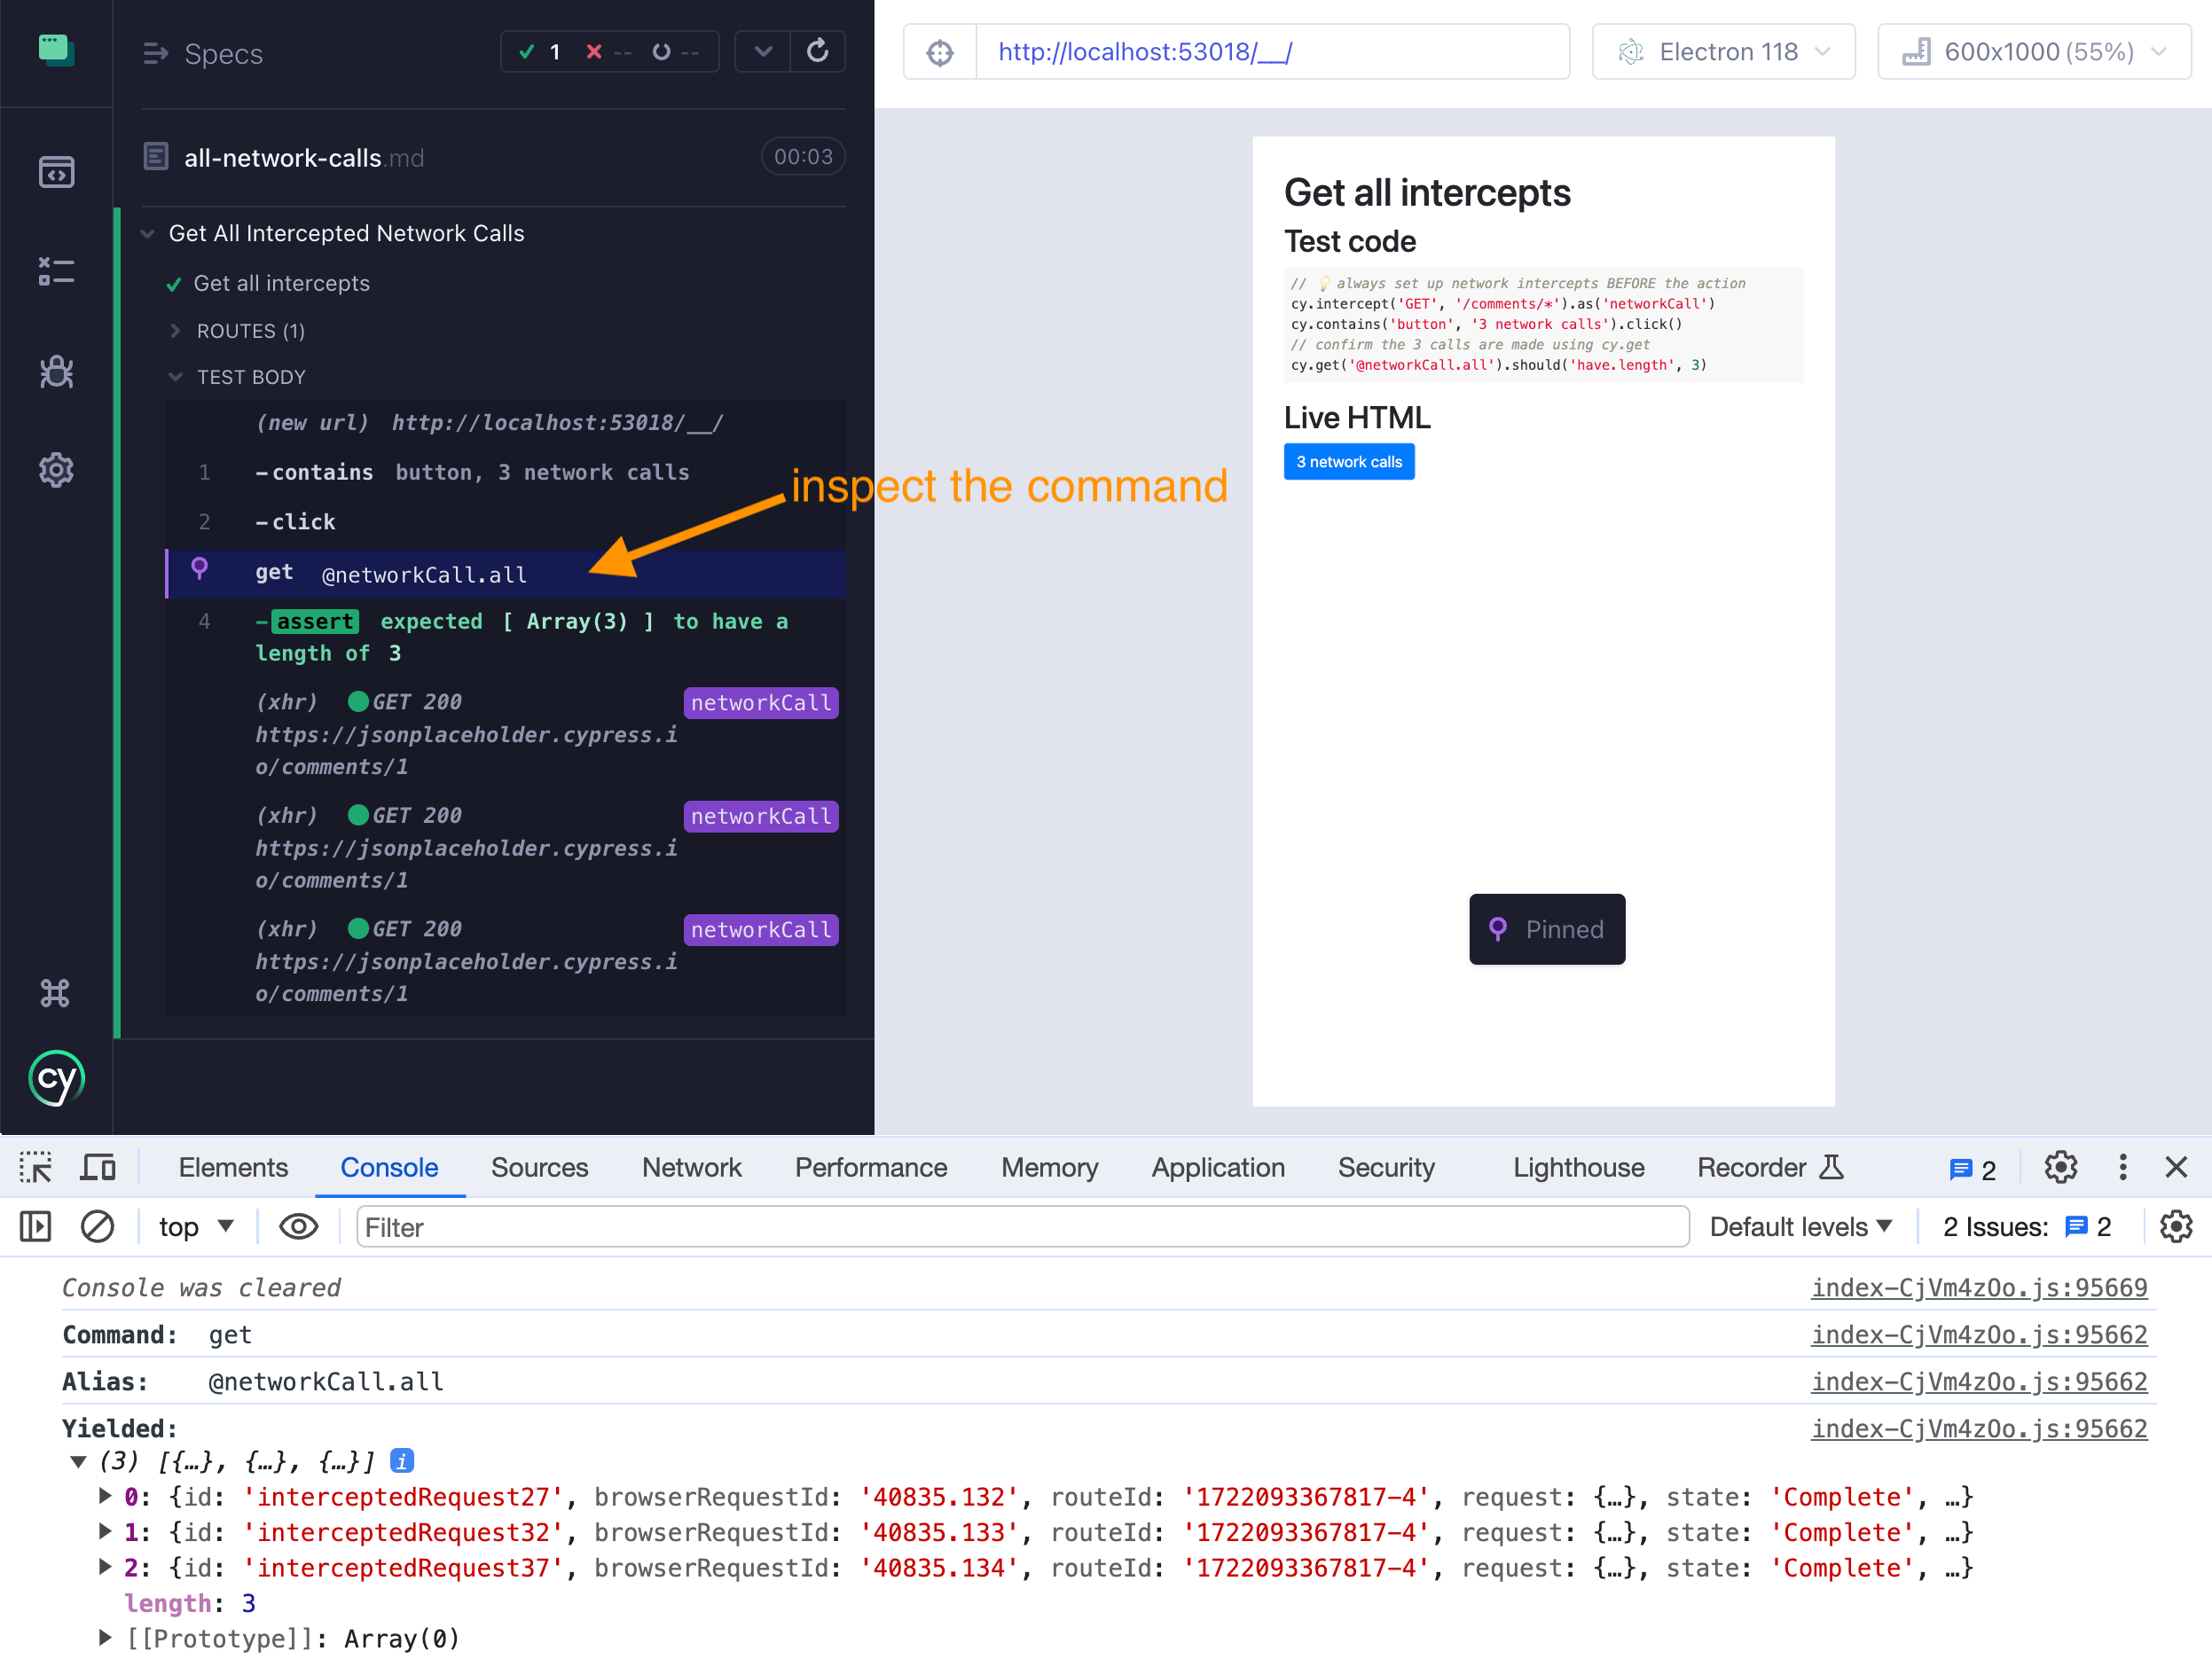 Specs
1
--
--
all-network-calls.md
00:03
Get All Intercepted Network Calls
Get all intercepts
ROUTES (1)
TEST BODY
(new url) http://localhost:53018/__/
1 -contains button, 3 network calls
2 -click
get @networkCall.all
4 -assert expected [ Array(3) ] to have a
length of 3
(xhr) GET 200 networkCall
https://jsonplaceholder.cypress.i
o/comments/1
(xhr) GET 200 networkCall
https://jsonplaceholder.cypress.i
o/comments/1
(xhr) GET 200 networkCall
https://jsonplaceholder.cypress.i
o/comments/1
cy
inspect the command
http://localhost:53018/__/
Electron 118
600x1000 (55%)
Get all intercepts
Test code
// 💡 always set up network intercepts BEFORE the action
cy.intercept('GET', '/comments/*').as('networkCall')
cy.contains('button', '3 network calls').click()
// confirm the 3 calls are made using cy.get
cy.get('@networkCall.all').should('have.length', 3)
Live HTML
3 network calls
Pinned
Elements Console Sources Network Performance Memory Application Security Lighthouse Recorder 2
top Filter Default levels 2 Issues: 2
Console was cleared index-CjVm4zOo.js:95669
Command: get index-CjVm4zOo.js:95662
Alias: @networkCall.all index-CjVm4zOo.js:95662
Yielded: index-CjVm4zOo.js:95662
(3) [{…}, {…}, {…}] i
0: {id: 'interceptedRequest27', browserRequestId: '40835.132', routeId: '1722093367817-4', request: {…}, state: 'Complete', …}
1: {id: 'interceptedRequest32', browserRequestId: '40835.133', routeId: '1722093367817-4', request: {…}, state: 'Complete', …}
2: {id: 'interceptedRequest37', browserRequestId: '40835.134', routeId: '1722093367817-4', request: {…}, state: 'Complete', …}
length: 3
[[Prototype]]: Array(0)